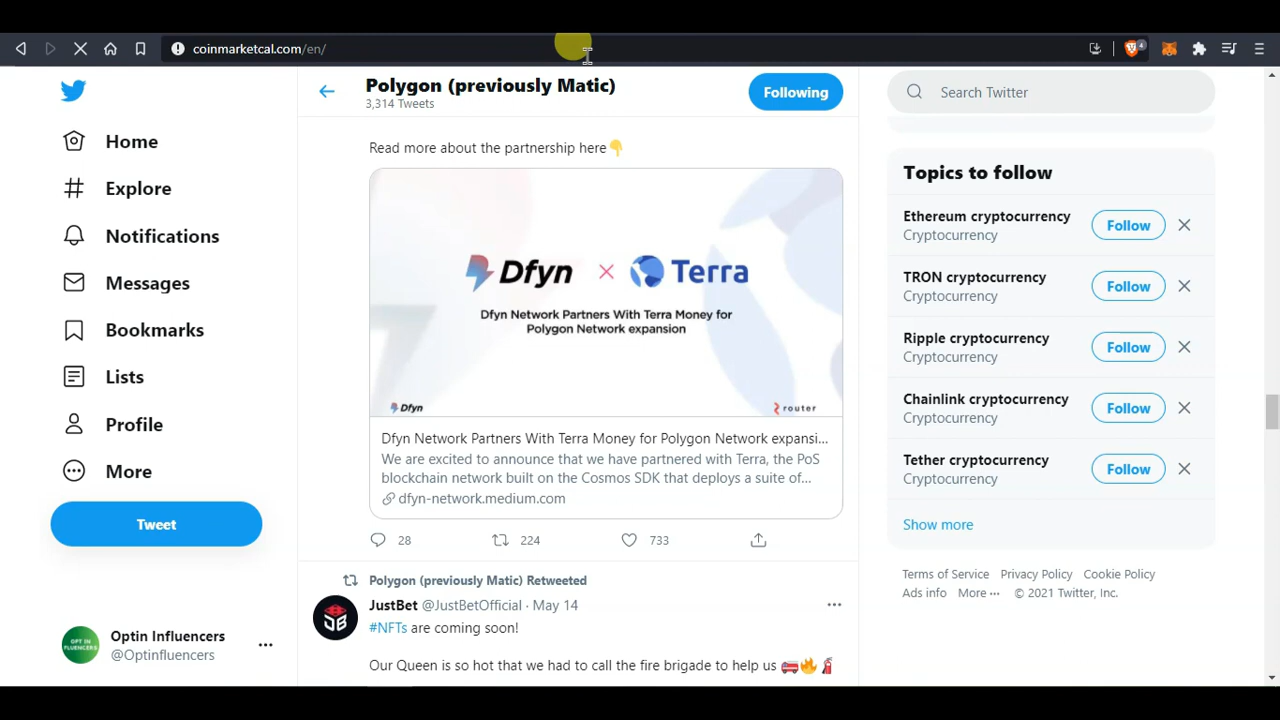 coinmarketcal.com/en/
4
Polygon (previously Matic)
3,314 Tweets
Following
Search Twitter
Home
Explore
Notifications
Messages
Bookmarks
Lists
Profile
More
Tweet
Optin Influencers
@Optinfluencers
OPT IN
FLUENCERS
Read more about the partnership here👇
Dfyn × Terra
Dfyn Network Partners With Terra Money for
Polygon Network expansion
Dfyn
router
Dfyn Network Partners With Terra Money for Polygon Network expansi...
We are excited to announce that we have partnered with Terra, the PoS
blockchain network built on the Cosmos SDK that deploys a suite of...
dfyn-network.medium.com
28
224
733
Polygon (previously Matic) Retweeted
JustBet @JustBetOfficial · May 14
#NFTs are coming soon!
Our Queen is so hot that we had to call the fire brigade to help us 🚒🔥🧯
Topics to follow
Ethereum cryptocurrency
Cryptocurrency
Follow
TRON cryptocurrency
Cryptocurrency
Follow
Ripple cryptocurrency
Cryptocurrency
Follow
Chainlink cryptocurrency
Cryptocurrency
Follow
Tether cryptocurrency
Cryptocurrency
Follow
Show more
Terms of Service Privacy Policy Cookie Policy
Ads info More ··· © 2021 Twitter, Inc.